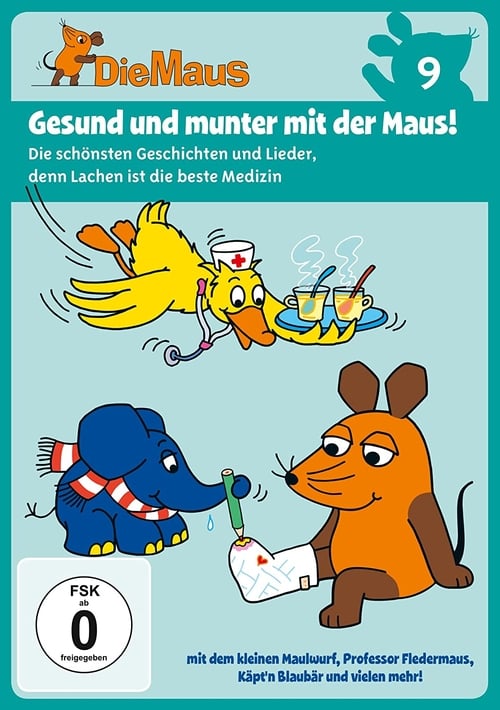 DieMaus
9
Gesund und munter mit der Maus!
Die schönsten Geschichten und Lieder,
denn Lachen ist die beste Medizin
FSK
ab
0
freigegeben
mit dem kleinen Maulwurf, Professor Fledermaus,
Käpt'n Blaubär und vielen mehr!